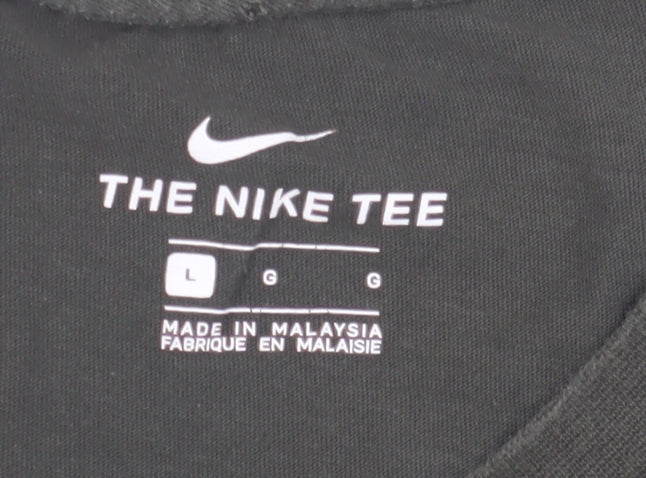 THE NIKE TEE
L G G
MADE IN MALAYSIA
FABRIQUE EN MALAISIE